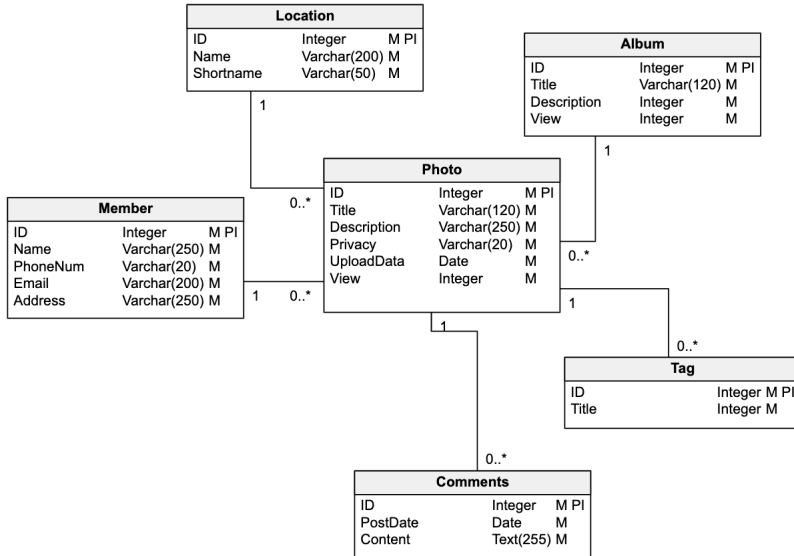 Location
ID Integer M PI
Name Varchar(200) M
Shortname Varchar(50) M
1
0..*
Album
ID Integer M PI
Title Varchar(120) M
Description Integer M
View Integer M
1
0..*
Photo
ID Integer M PI
Title Varchar(120) M
Description Varchar(250) M
Privacy Varchar(20) M
UploadData Date M
View Integer M
Member
ID Integer M PI
Name Varchar(250) M
PhoneNum Varchar(20) M
Email Varchar(200) M
Address Varchar(250) M
1 0..*
1
0..*
Tag
ID Integer M PI
Title Integer M
1
0..*
Comments
ID Integer M PI
PostDate Date M
Content Text(255) M